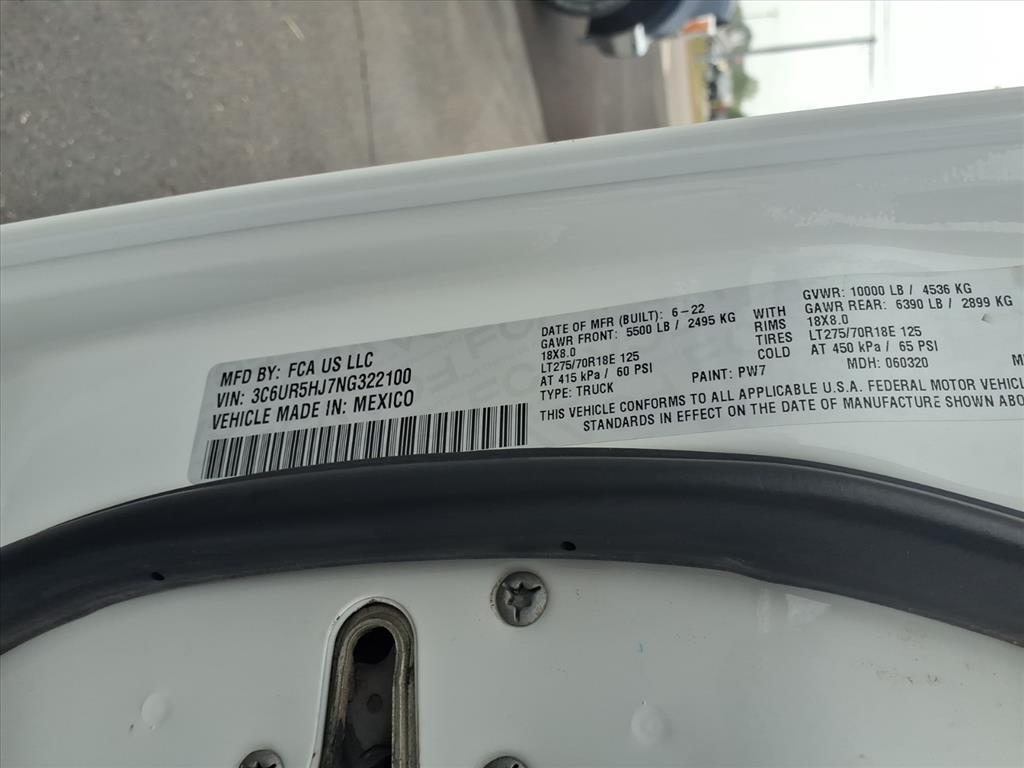 MFD BY: FCA US LLC
VIN: 3C6UR5HJ7NG322100
VEHICLE MADE IN: MEXICO
DATE OF MFR (BUILT): 6-22
GAWR FRONT: 5500 LB / 2495 KG
18X8.0
LT275/70R18E 125
AT 415 kPa / 60 PSI
TYPE: TRUCK
WITH
RIMS
TIRES
COLD
PAINT: PW7
GVWR: 10000 LB / 4536 KG
GAWR REAR: 6390 LB / 2899 KG
18X8.0
LT275/70R18E 125
AT 450 kPa / 65 PSI
MDH: 060320
THIS VEHICLE CONFORMS TO ALL APPLICABLE U.S.A. FEDERAL MOTOR VEHICL
STANDARDS IN EFFECT ON THE DATE OF MANUFACTURE SHOWN ABO